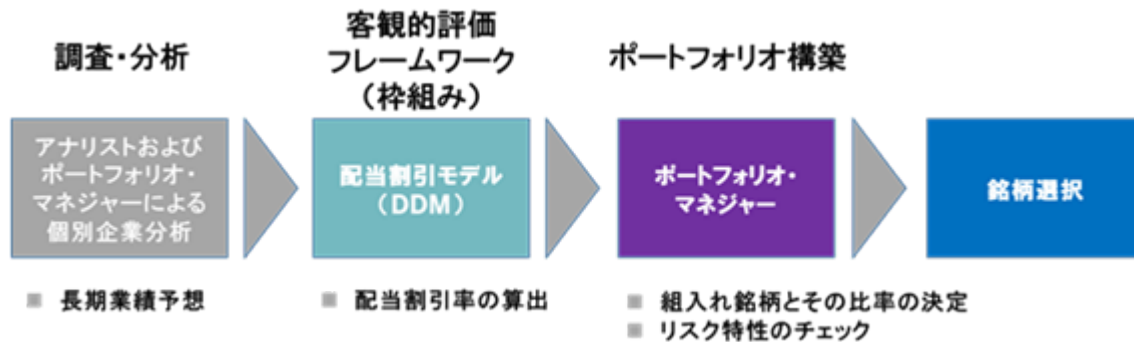 調査・分析
客観的評価
フレームワーク
（枠組み）
ポートフォリオ構築
アナリストおよび
ポートフォリオ・
マネジャーによる
個別企業分析
配当割引モデル
（DDM）
ポートフォリオ・
マネジャー
銘柄選択
長期業績予想
配当割引率の算出
組入れ銘柄とその比率の決定
リスク特性のチェック